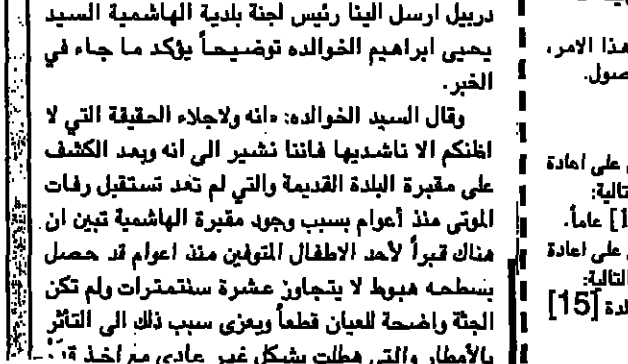 دربيل ارسل الينا رئيس لجنة بلدية الهاشمية السيد
يحيى ابراهيم الخوالده توضيحاً يؤكد ما جاء في
الخبر.
وقال السيد الخوالده: «انه ولاجلاء الحقيقة التي لا
اظنكم الا ناشديها فاننا نشير الى انه وبعد الكشف
على مقبرة البلدة القديمة والتي لم تعد تستقبل رفات
الموتى منذ أعوام بسبب وجود مقبرة الهاشمية تبين ان
هناك قبراً لأحد الاطفال المتوفين منذ اعوام قد حصل
بسطحه هبوط لا يتجاوز عشرة سنتمترات ولم تكن
الجثة واضحة للعيان قطعاً ويعزى سبب ذلك الى التأثر
بالأمطار والتي هطلت بشكل غير عادي مع اخذ
هذا الامر،
صول.
على اعادة
تالية:
] عاماً.
على اعادة
التالية:
دة [15]